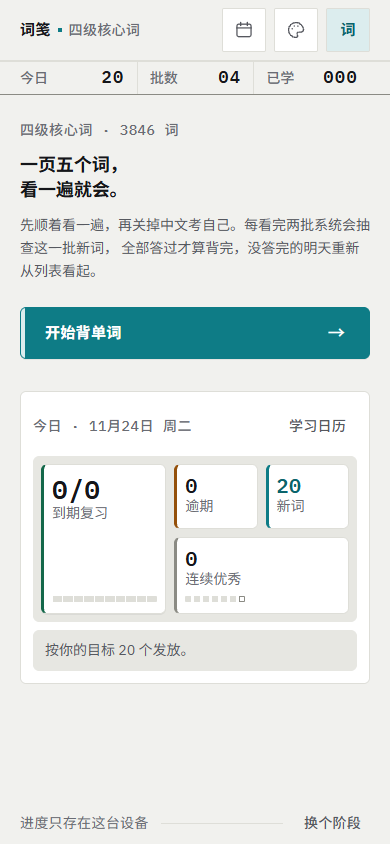 词笺 四级核心词 词
今日 20 批数 04 已学 000
四级核心词 · 3846 词
一页五个词，
看一遍就会。
先顺着看一遍，再关掉中文考自己。每看完两批系统会抽
查这一批新词， 全部答过才算背完，没答完的明天重新
从列表看起。
开始背单词 →
今日 · 11月24日 周二 学习日历
0/0
到期复习
0
逾期
20
新词
0
连续优秀
按你的目标 20 个发放。
进度只存在这台设备 换个阶段